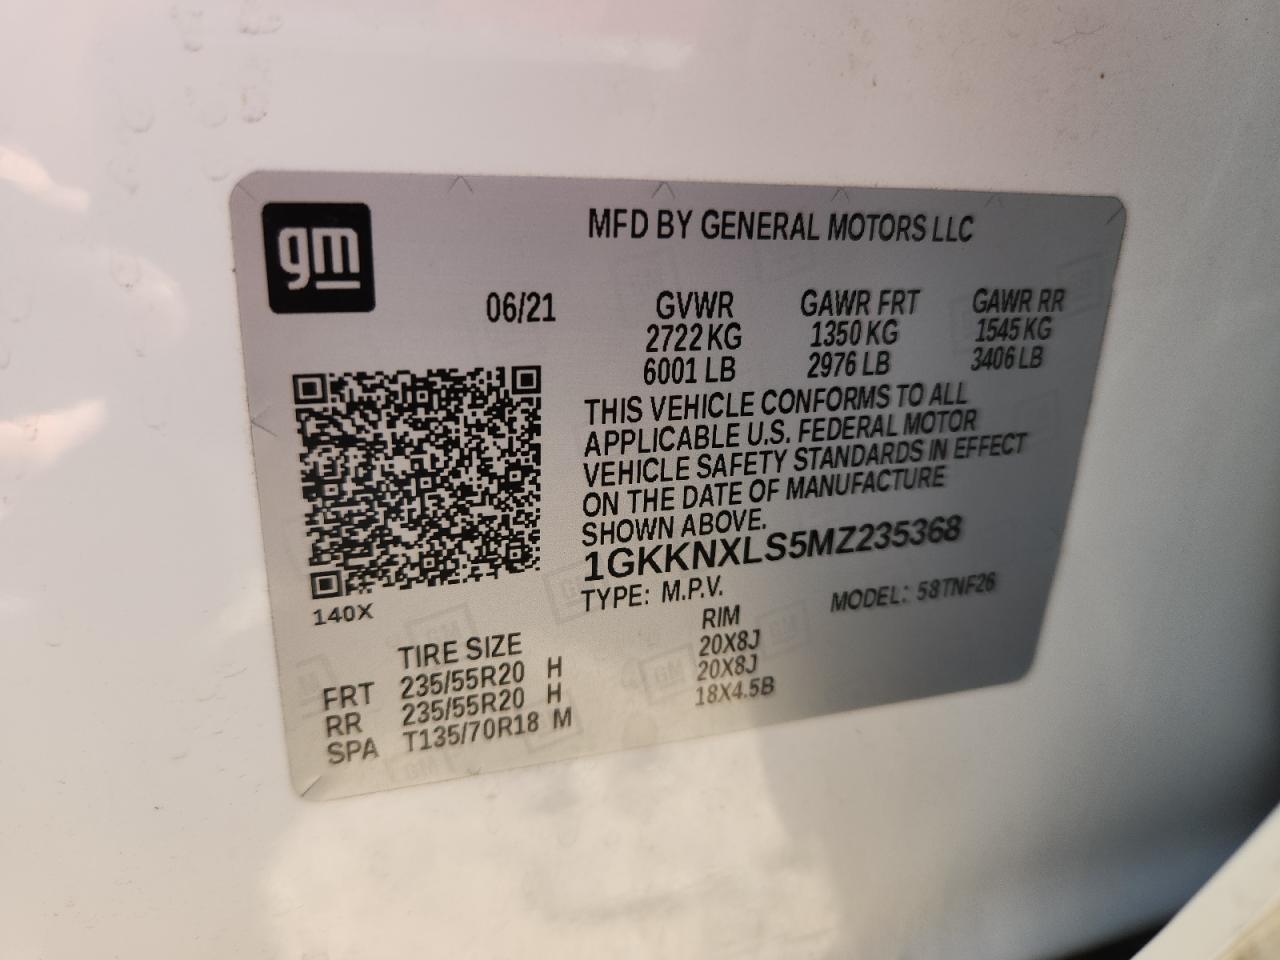 gm
MFD BY GENERAL MOTORS LLC
06/21 GVWR GAWR FRT GAWR RR
2722 KG 1350 KG 1545 KG
6001 LB 2976 LB 3406 LB
THIS VEHICLE CONFORMS TO ALL
APPLICABLE U.S. FEDERAL MOTOR
VEHICLE SAFETY STANDARDS IN EFFECT
ON THE DATE OF MANUFACTURE
SHOWN ABOVE.
1GKKNXLS5MZ235368
TYPE: M.P.V. MODEL: 58TNF26
140X
TIRE SIZE RIM
FRT 235/55R20 H 20X8J
RR 235/55R20 H 20X8J
SPA T135/70R18 M 18X4.5B